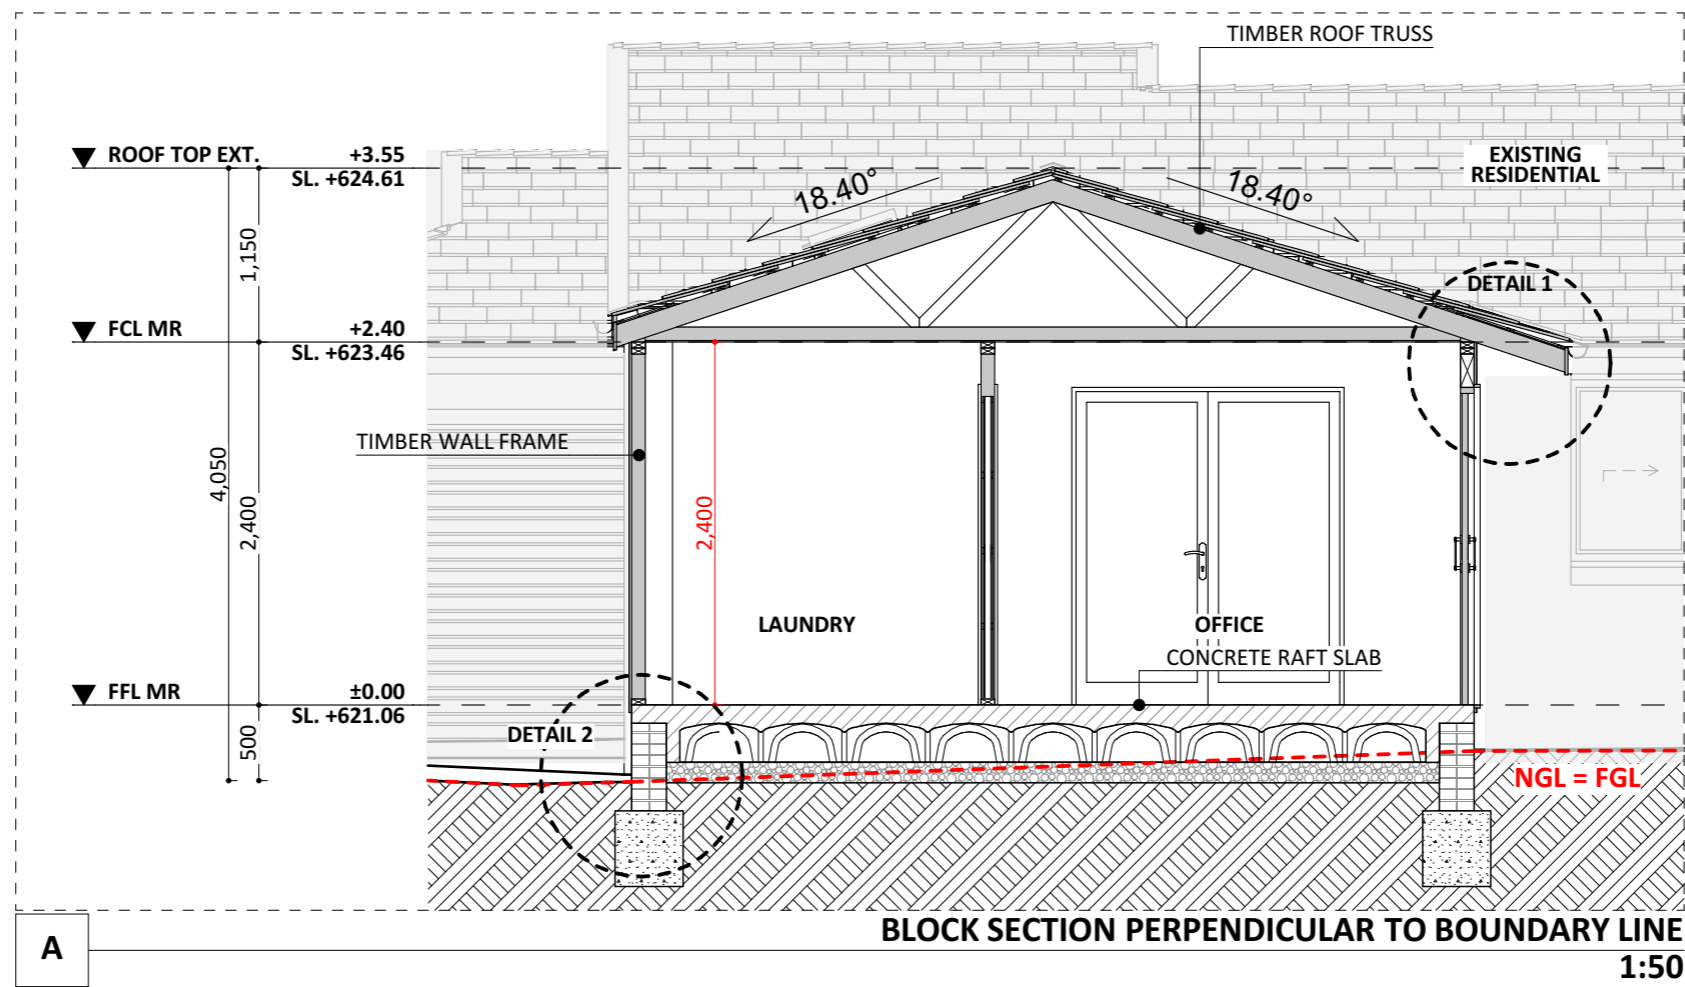 TIMBER ROOF TRUSS
ROOF TOP EXT. +3.55
SL. +624.61
EXISTING
RESIDENTIAL
18.40°
18.40°
1,150
DETAIL 1
FCL MR +2.40
SL. +623.46
TIMBER WALL FRAME
4,050
2,400
2,400
LAUNDRY
OFFICE
CONCRETE RAFT SLAB
FFL MR ±0.00
SL. +621.06
500
DETAIL 2
NGL = FGL
A
BLOCK SECTION PERPENDICULAR TO BOUNDARY LINE
1:50